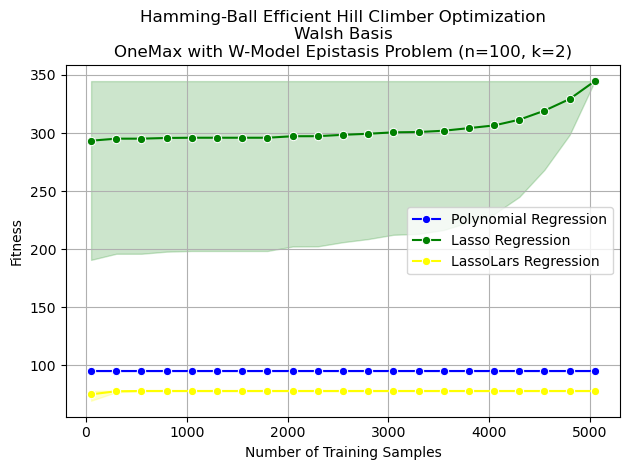 Hamming-Ball Efficient Hill Climber Optimization
Walsh Basis
OneMax with W-Model Epistasis Problem (n=100, k=2)
Fitness
350
300
250
200
150
100
Polynomial Regression
Lasso Regression
LassoLars Regression
0
1000
2000
3000
4000
5000
Number of Training Samples